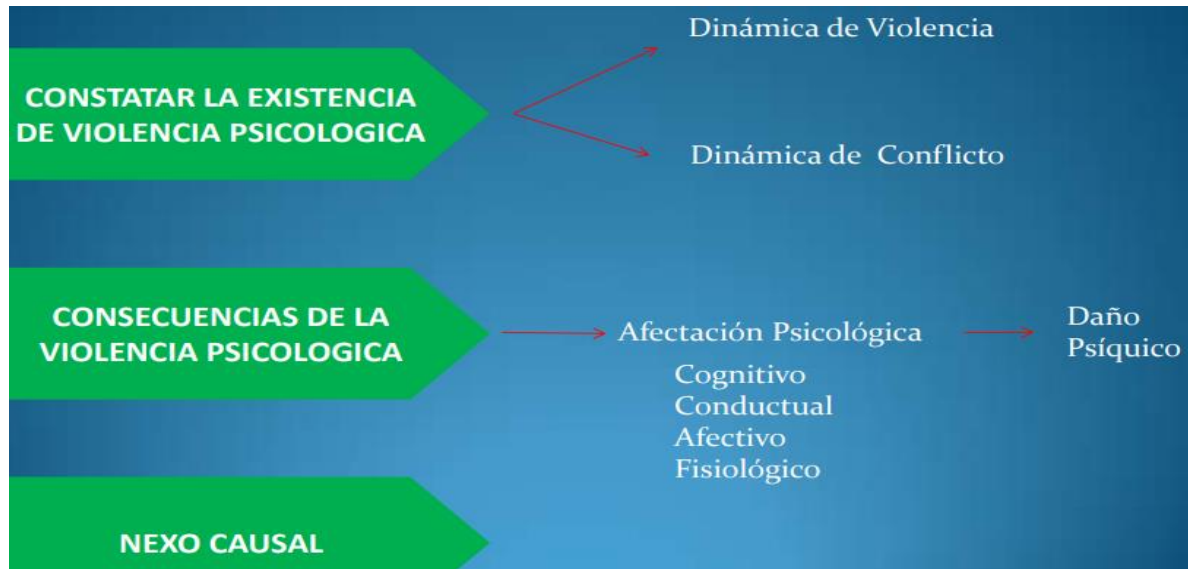 Dinámica de Violencia
CONSTATAR LA EXISTENCIA
DE VIOLENCIA PSICOLOGICA
Dinámica de Conflicto
CONSECUENCIAS DE LA
VIOLENCIA PSICOLOGICA
Afectación Psicológica
Cognitivo
Conductual
Afectivo
Fisiológico
Daño
Psíquico
NEXO CAUSAL